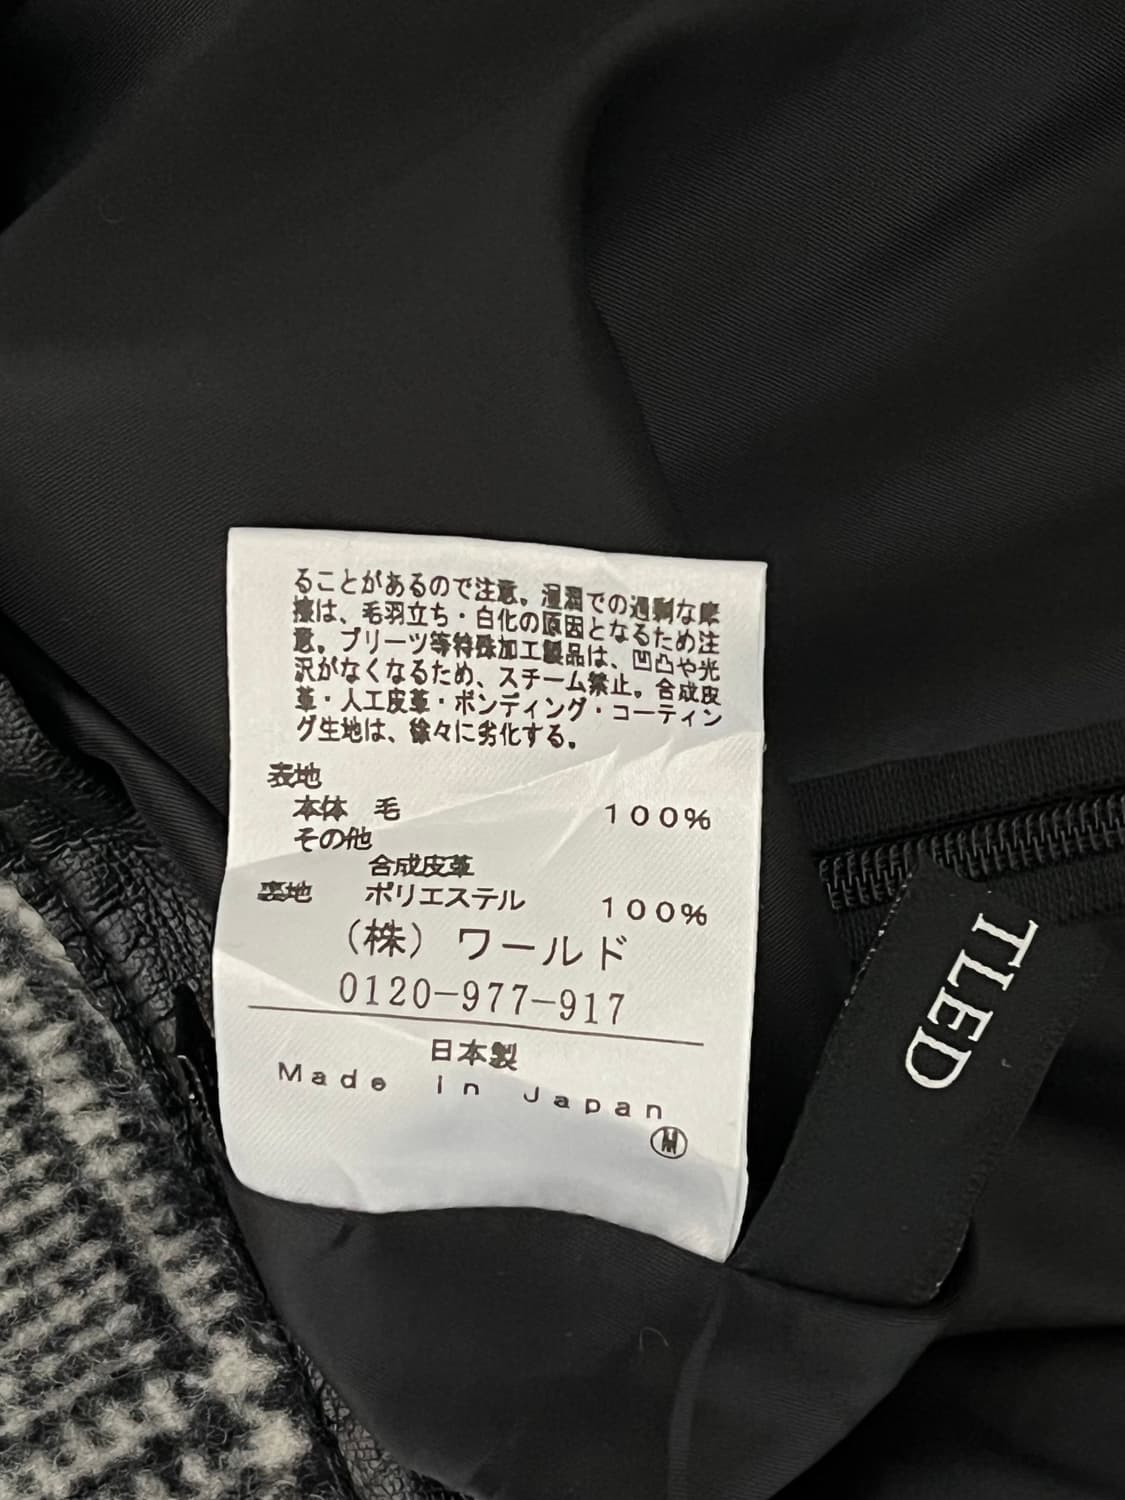 ることがあるので注意。湿潤での過剰な摩
擦は、毛羽立ち・白化の原因となるため注
意。プリーツ等特殊加工製品は、凹凸や光
沢がなくなるため、スチーム禁止。合成皮
革・人工皮革・ボンディング・コーティン
グ生地は、徐々に劣化する。
表地
本体 毛 100%
その他
合成皮革
裏地 ポリエステル 100%
(株) ワールド
0120-977-917
日本製
Made in Japan
M
TLED